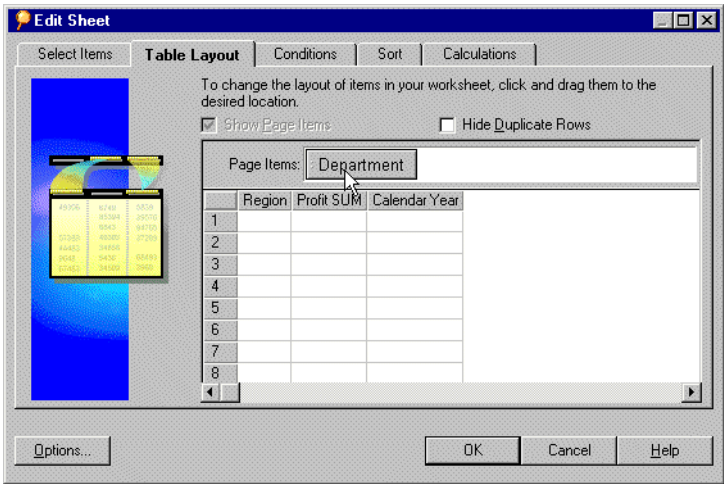 Edit Sheet
Select Items Table Layout Conditions Sort Calculations
To change the layout of items in your worksheet, click and drag them to the
desired location.
Show Page Items Hide Duplicate Rows
Page Items: Department
Region Profit SUM Calendar Year
1
2
3
4
5
6
7
8
Options... OK Cancel Help